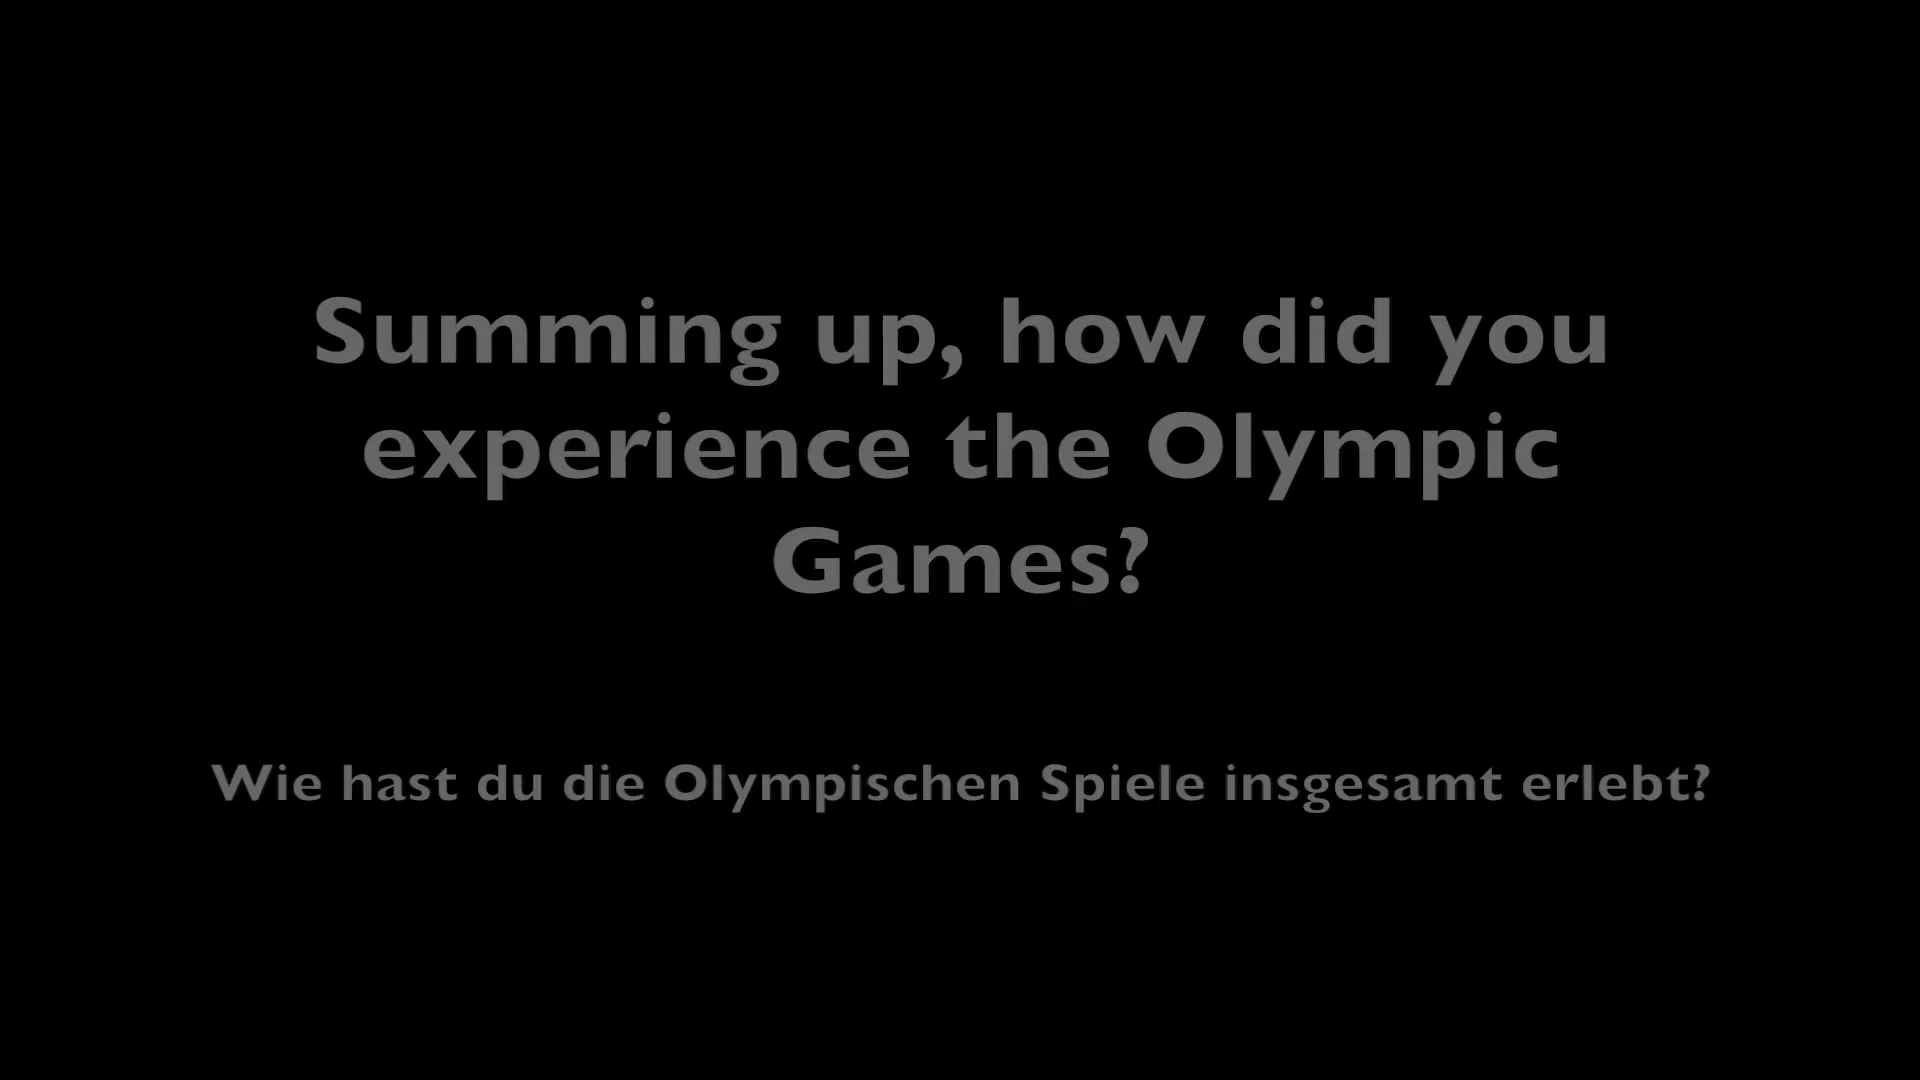 Summing up, how did you
experience the Olympic
Games?
Wie hast du die Olympischen Spiele insgesamt erlebt?